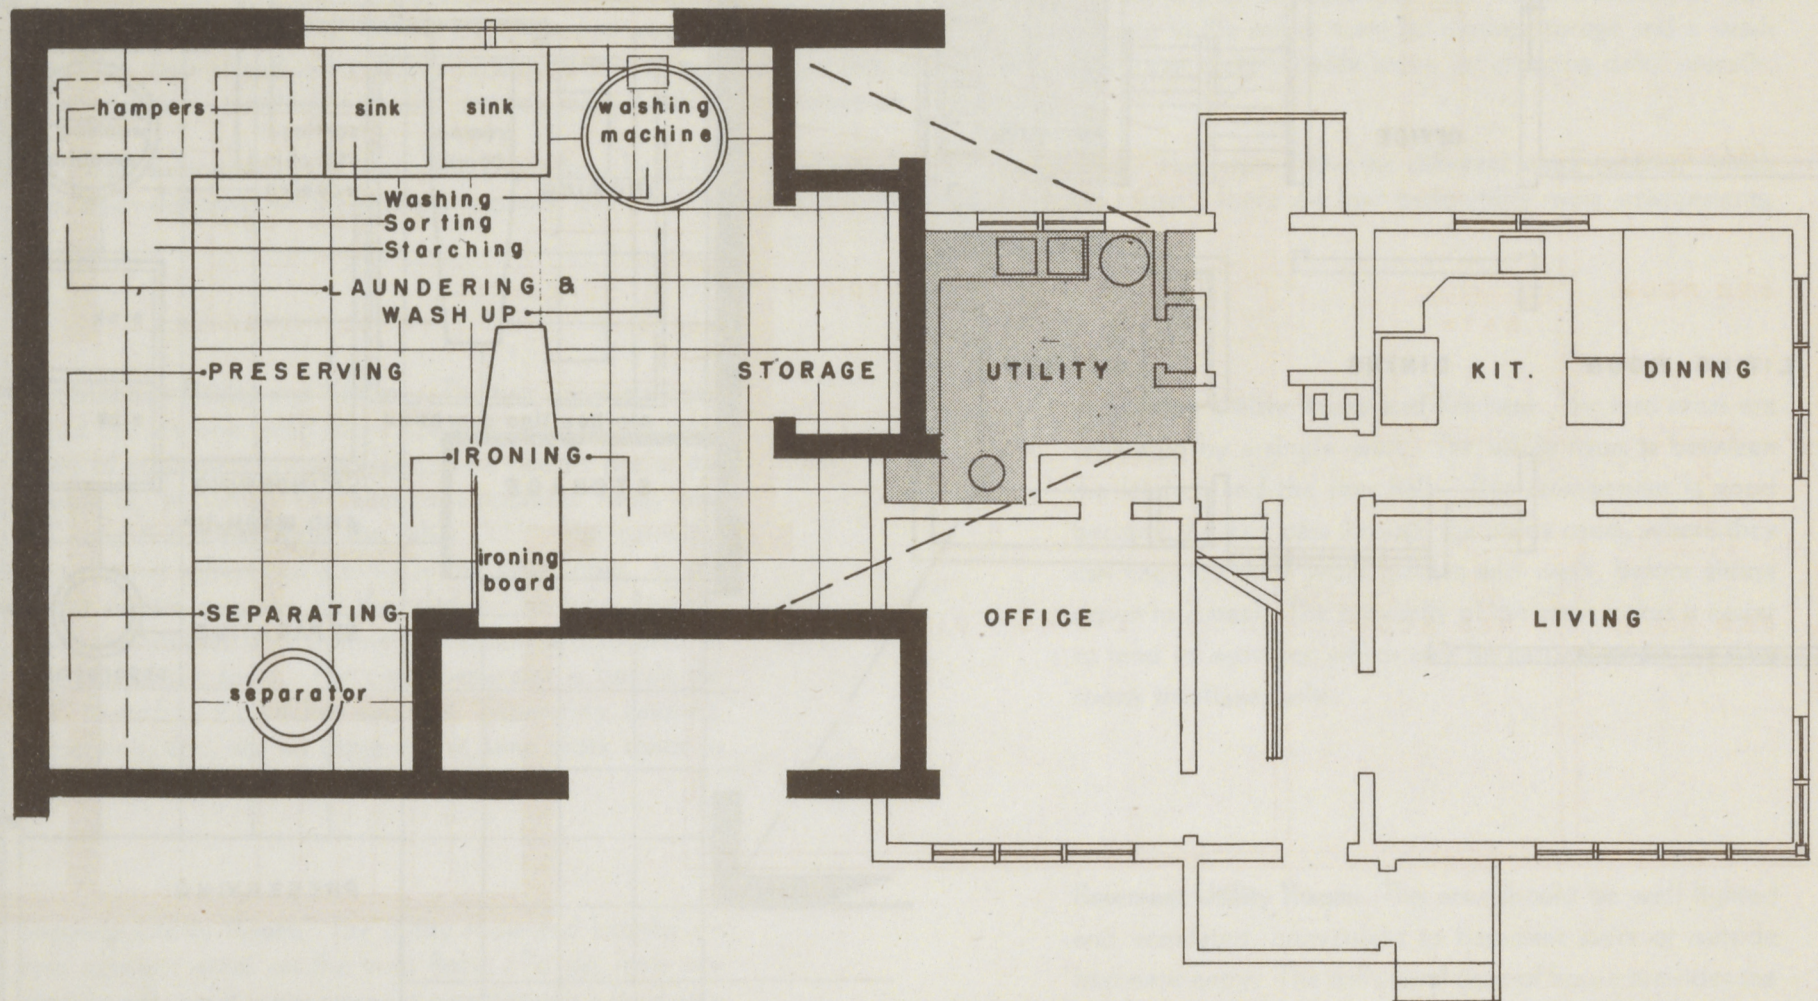 hampers
sink
sink
washing
machine
Washing
Sorting
Starching
LAUNDERING &
WASH UP
PRESERVING
STORAGE
IRONING
ironing
board
SEPARATING
separator
UTILITY
KIT.
DINING
OFFICE
LIVING